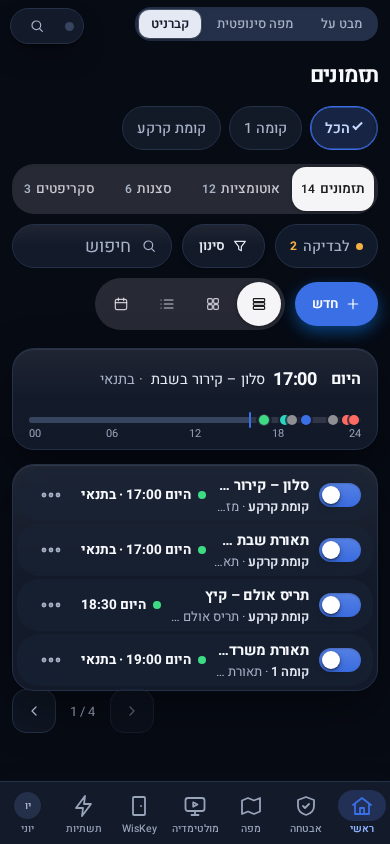 מבט על
מפה סינופטית
קברניט
תזמונים
הכל
קומה 1
קומת קרקע
תזמונים 14
אוטומציות 12
סצנות 6
סקריפטים 3
לבדיקה 2
סינון
חיפוש
חדש
היום 17:00 סלון – קירור בשבת · בתנאי
00 06 12 18 24
סלון – קירור ...
קומת קרקע · מז...
היום 17:00 · בתנאי
תאורת שבת ...
קומת קרקע · תא...
היום 17:00 · בתנאי
תריס אולם – קיץ
קומת קרקע · תריס אולם ...
היום 18:30
תאורת משרד...
קומה 1 · תאורת ...
היום 19:00 · בתנאי
1 / 4
ראשי
אבטחה
מפה
מולטימדיה
WisKey
תשתיות
יו
יוני